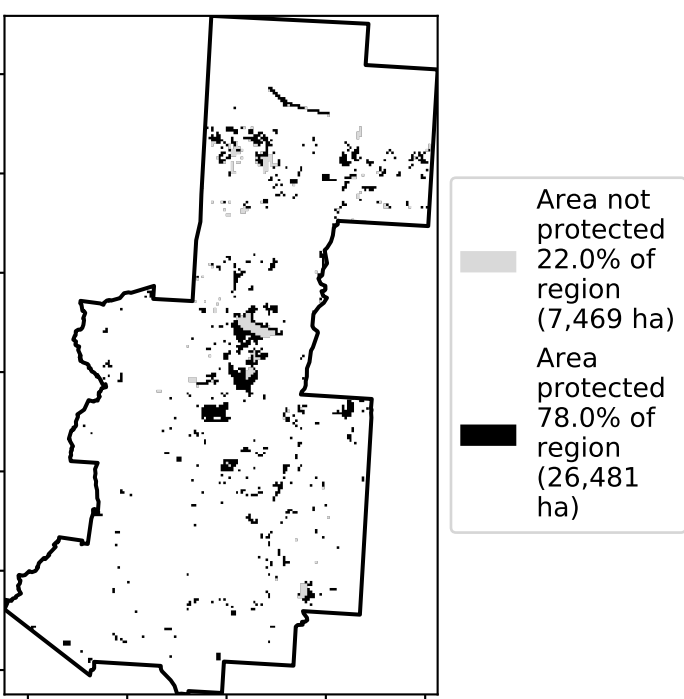 Area not
protected
22.0% of
region
(7,469 ha)
Area
protected
78.0% of
region
(26,481
ha)